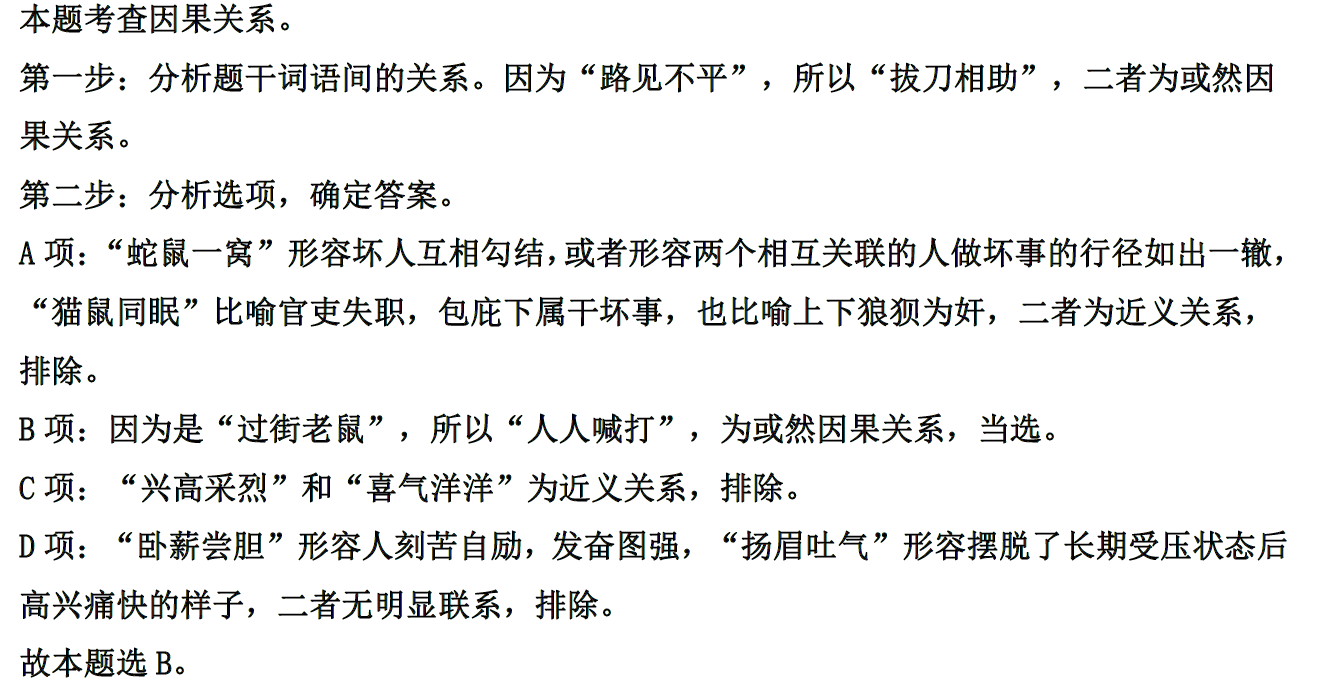 本题考查因果关系。
第一步：分析题干词语间的关系。因为“路见不平”，所以“拔刀相助”，二者为或然因
果关系。
第二步：分析选项，确定答案。
A 项：“蛇鼠一窝”形容坏人互相勾结，或者形容两个相互关联的人做坏事的行径如出一辙，
“猫鼠同眠”比喻官吏失职，包庇下属干坏事，也比喻上下狼狈为奸，二者为近义关系，
排除。
B 项：因为是“过街老鼠”，所以“人人喊打”，为或然因果关系，当选。
C 项：“兴高采烈”和“喜气洋洋”为近义关系，排除。
D 项：“卧薪尝胆”形容人刻苦自励，发奋图强，“扬眉吐气”形容摆脱了长期受压状态后
高兴痛快的样子，二者无明显联系，排除。
故本题选 B。